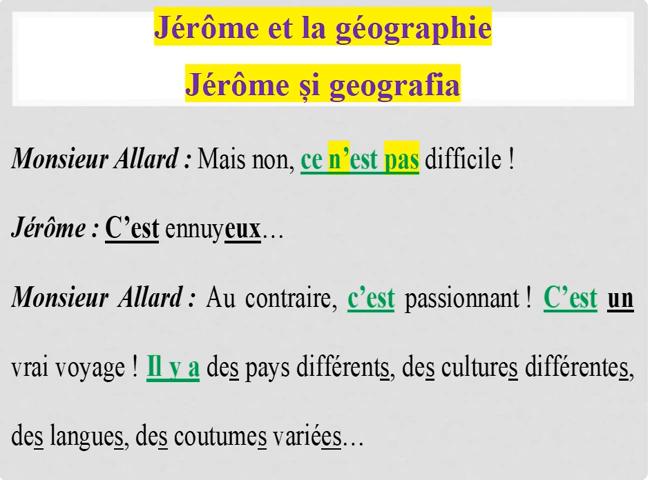 Jérôme et la géographie
Jérôme și geografia
Monsieur Allard : Mais non, ce n’est pas difficile !
Jérôme : C’est ennuyeux…
Monsieur Allard : Au contraire, c’est passionnant ! C’est un
vrai voyage ! Il y a des pays différents, des cultures différentes,
des langues, des coutumes variées…